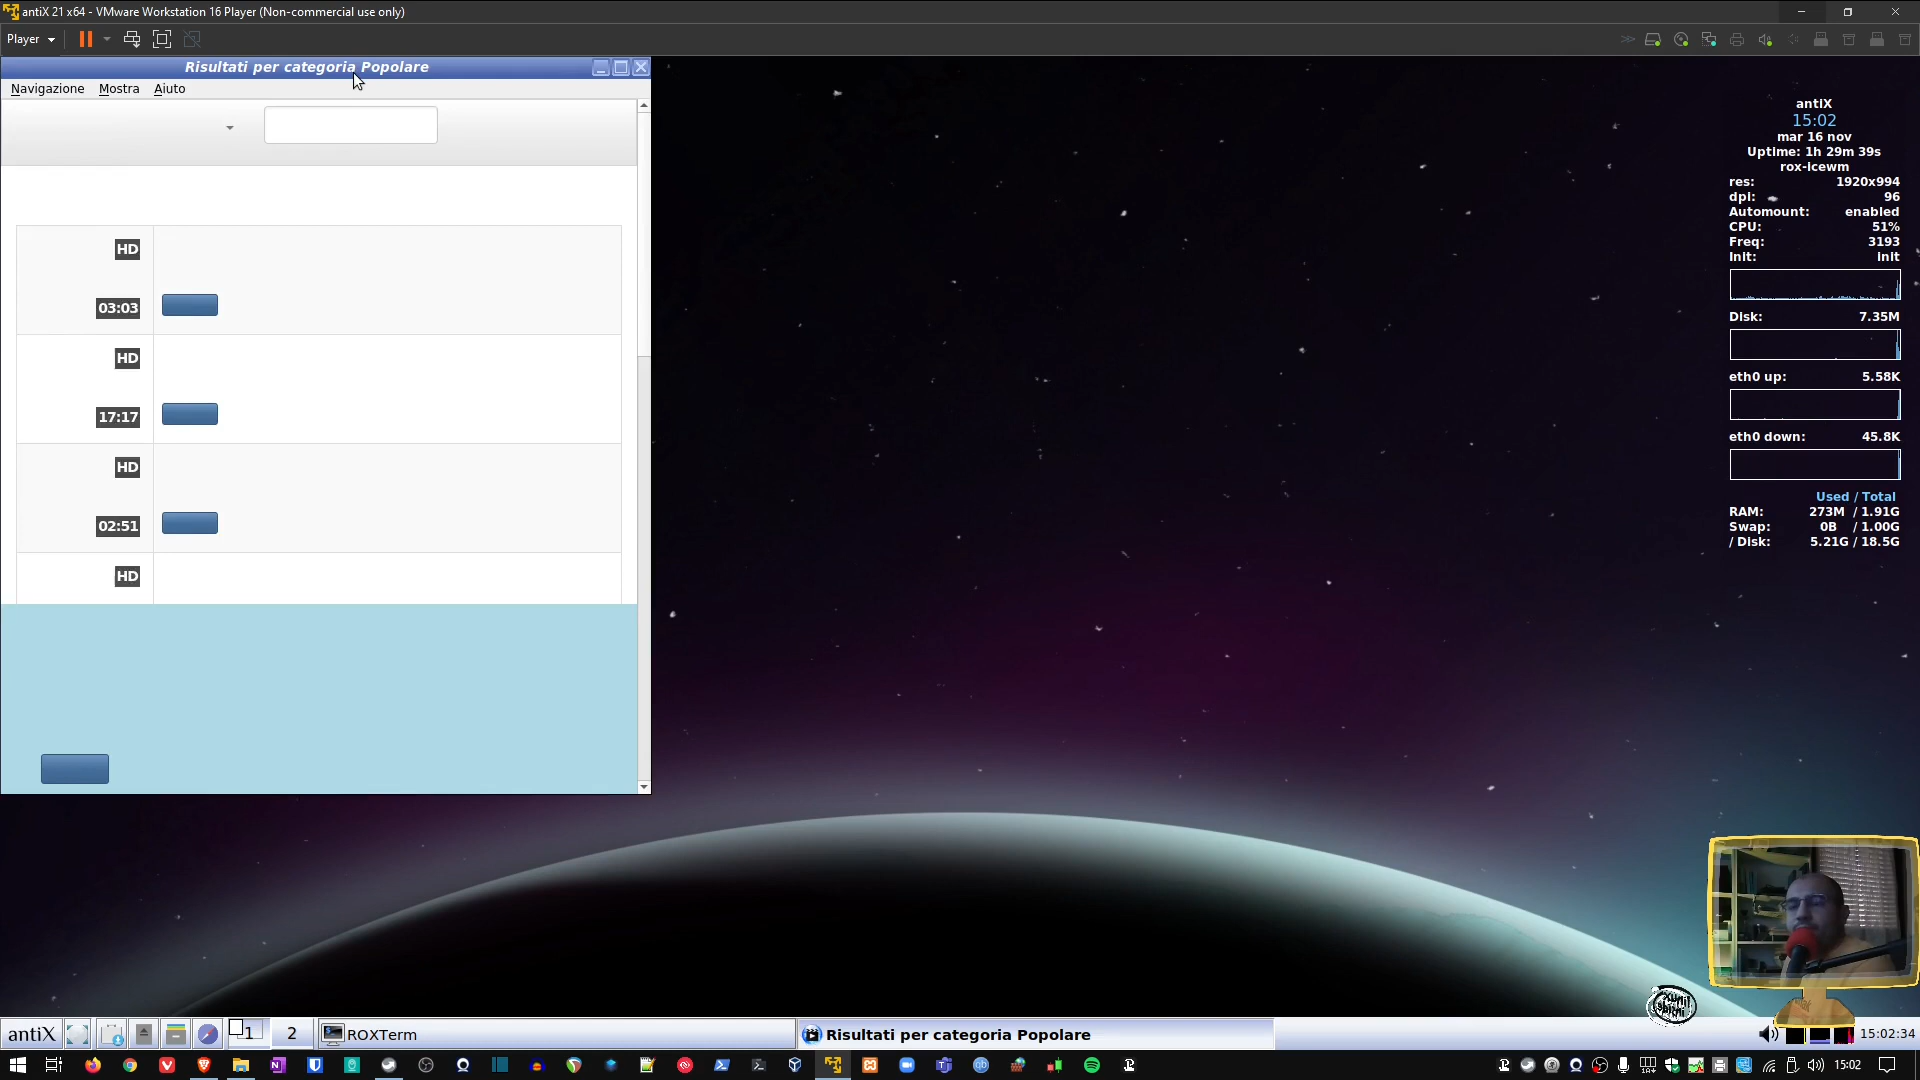 antiX 21 x64 - VMware Workstation 16 Player (Non-commercial use only)
Player
Risultati per categoria Popolare
Navigazione Mostra Aiuto
HD
03:03
HD
17:17
HD
02:51
HD
antiX
15:02
mar 16 nov
Uptime: 1h 29m 39s
rox-icewm
res: 1920x994
dpi: 96
Automount: enabled
CPU: 51%
Freq: 3193
Init: init
Disk: 7.35M
eth0 up: 5.58K
eth0 down: 45.8K
Used / Total
RAM: 273M / 1.91G
Swap: 0B / 1.00G
/ Disk: 5.21G / 18.5G
antiX 1 2 ROXTerm Risultati per categoria Popolare 15:02:34
15:02